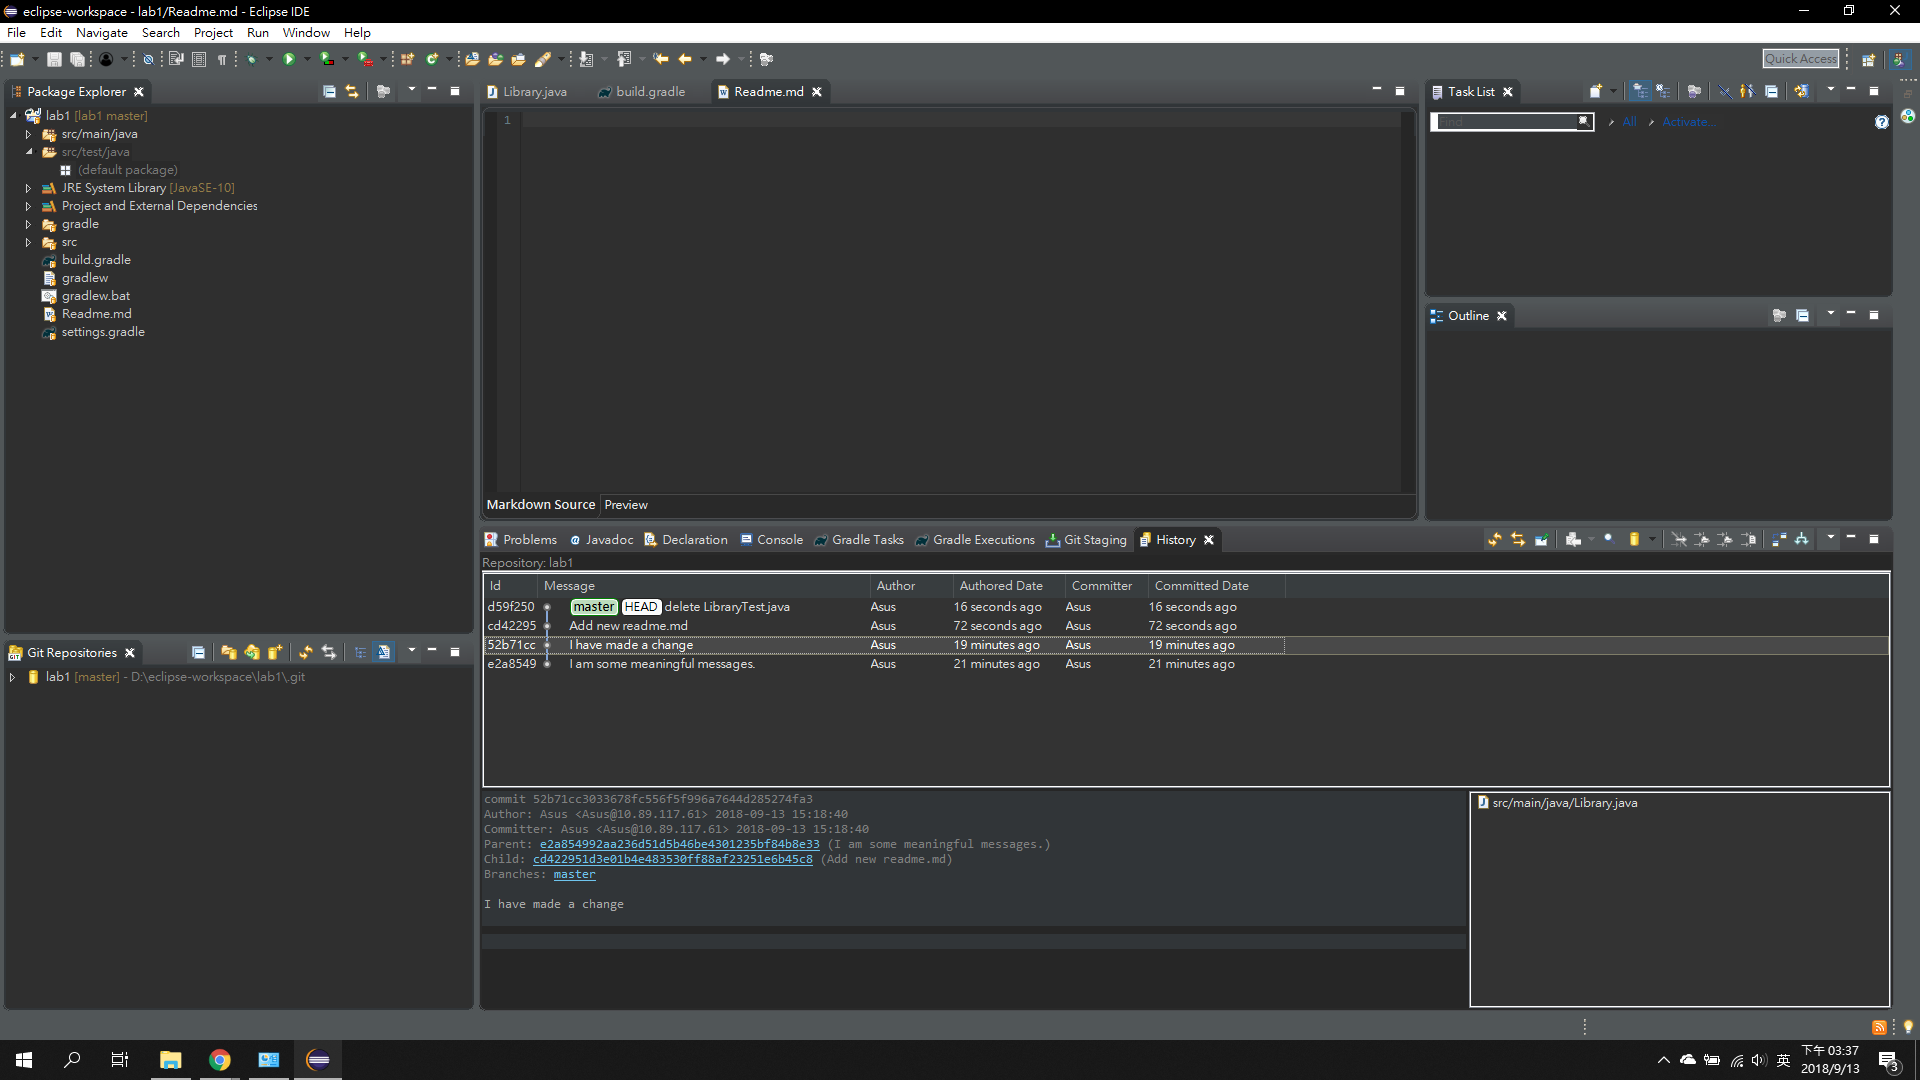 eclipse-workspace - lab1/Readme.md - Eclipse IDE
File Edit Navigate Search Project Run Window Help
Quick Access
Package Explorer
lab1 [lab1 master]
src/main/java
src/test/java
(default package)
JRE System Library [JavaSE-10]
Project and External Dependencies
gradle
src
build.gradle
gradlew
gradlew.bat
Readme.md
settings.gradle
Git Repositories
lab1 [master] - D:\eclipse-workspace\lab1\.git
Library.java build.gradle Readme.md
1
Markdown Source Preview
Task List
Find All Activate...
Outline
Problems Javadoc Declaration Console Gradle Tasks Gradle Executions Git Staging History
Repository: lab1
Id Message Author Authored Date Committer Committed Date
d59f250 master HEAD delete LibraryTest.java Asus 16 seconds ago Asus 16 seconds ago
cd42295 Add new readme.md Asus 72 seconds ago Asus 72 seconds ago
52b71cc I have made a change Asus 19 minutes ago Asus 19 minutes ago
e2a8549 I am some meaningful messages. Asus 21 minutes ago Asus 21 minutes ago
commit 52b71cc3033678fc556f5f996a7644d285274fa3
Author: Asus <Asus@10.89.117.61> 2018-09-13 15:18:40
Committer: Asus <Asus@10.89.117.61> 2018-09-13 15:18:40
Parent: e2a854992aa236d51d5b46be4301235bf84b8e33 (I am some meaningful messages.)
Child: cd422951d3e01b4e483530ff88af23251e6b45c8 (Add new readme.md)
Branches: master
I have made a change
src/main/java/Library.java
英
下午 03:37
2018/9/13
3